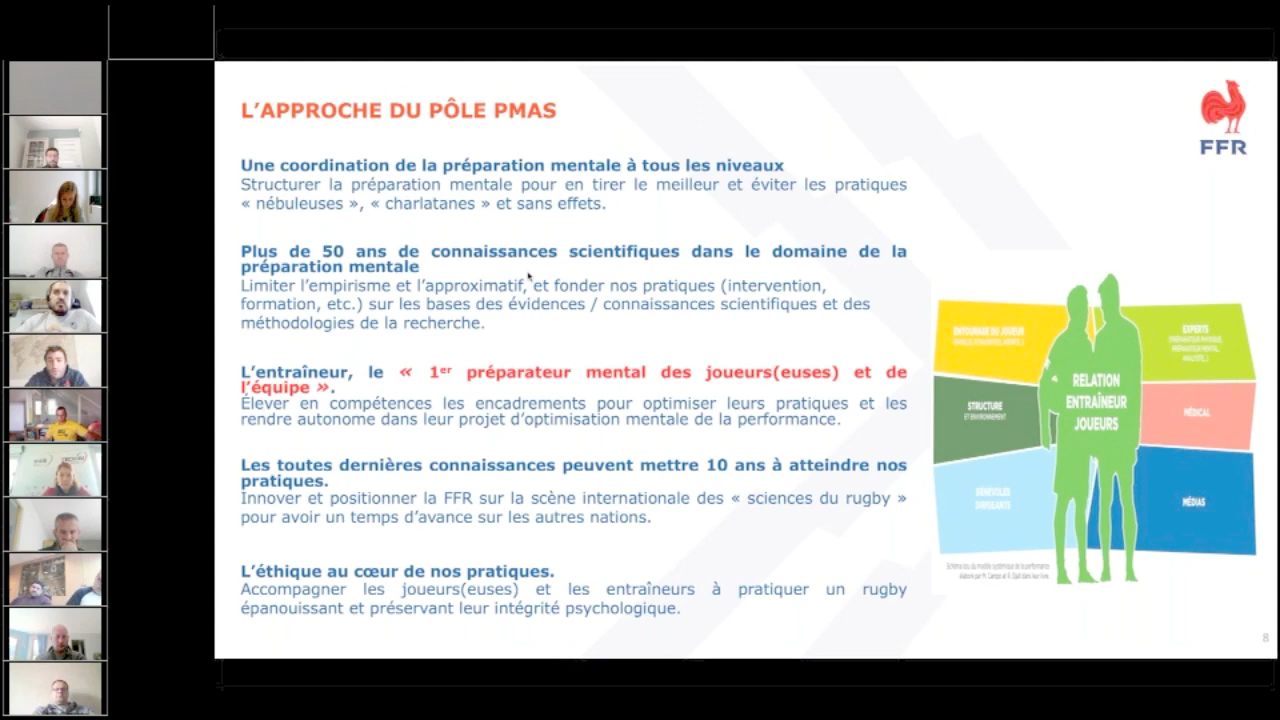 L'APPROCHE DU PÔLE PMAS
FFR
Une coordination de la préparation mentale à tous les niveaux
Structurer la préparation mentale pour en tirer le meilleur et éviter les pratiques
« nébuleuses », « charlatanes » et sans effets.
Plus de 50 ans de connaissances scientifiques dans le domaine de la
préparation mentale
Limiter l'empirisme et l'approximatif, et fonder nos pratiques (intervention,
formation, etc.) sur les bases des évidences / connaissances scientifiques et des
méthodologies de la recherche.
L'entraîneur, le « 1er préparateur mental des joueurs(euses) et de
l'équipe ».
Élever en compétences les encadrements pour optimiser leurs pratiques et les
rendre autonome dans leur projet d'optimisation mentale de la performance.
Les toutes dernières connaissances peuvent mettre 10 ans à atteindre nos
pratiques.
Innover et positionner la FFR sur la scène internationale des « sciences du rugby »
pour avoir un temps d'avance sur les autres nations.
L'éthique au cœur de nos pratiques.
Accompagner les joueurs(euses) et les entraîneurs à pratiquer un rugby
épanouissant et préservant leur intégrité psychologique.
ENTOURAGE DU JOUEUR
EXPERTS
RELATION
ENTRAÎNEUR
JOUEURS
STRUCTURE
ET ENVIRONNEMENT
MÉDICAL
BÉNÉVOLES
DIRIGEANTS
MÉDIAS
8